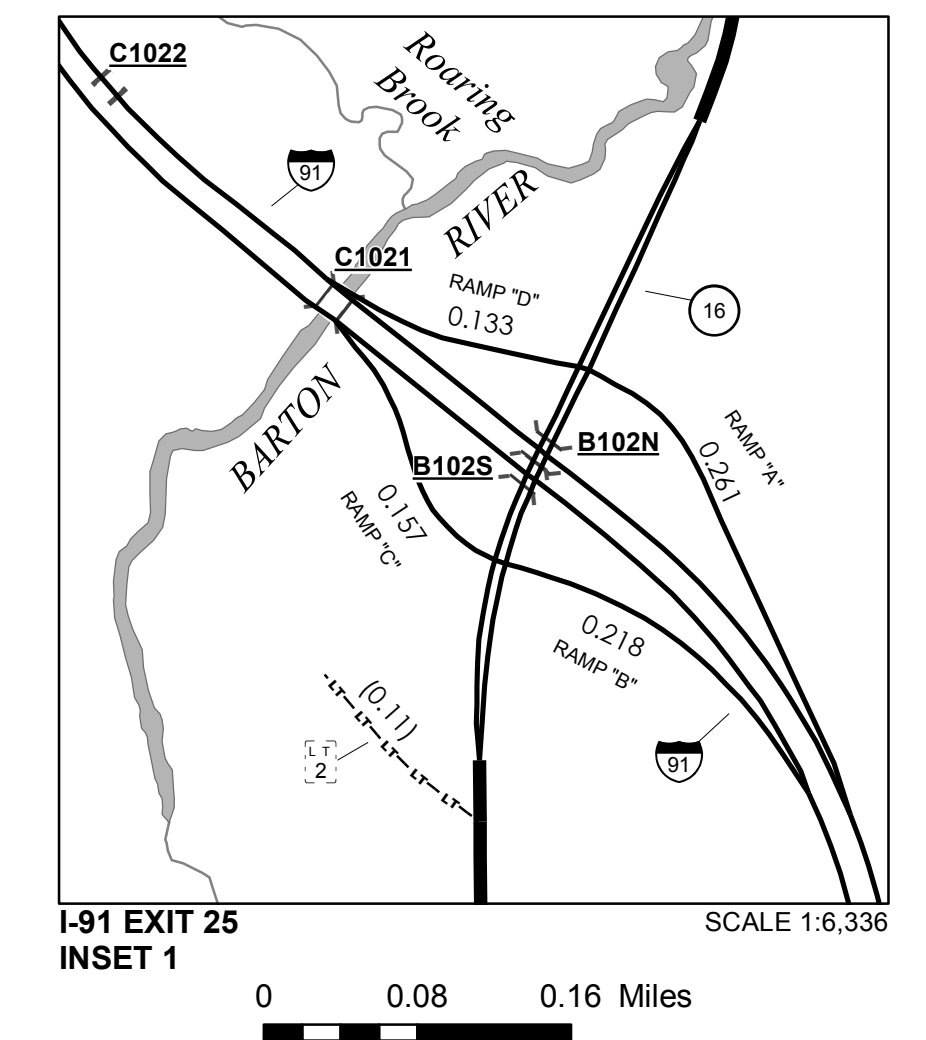 C1022
Roaring
Brook
91
RIVER
C1021
RAMP "D"
0.133
16
BARTON
B102N
B102S
RAMP "A"
0.261
0.157
RAMP "C"
0.218
RAMP "B"
(0.11)
LT
LT
LT
LT
LT
L T
2
91
I-91 EXIT 25
INSET 1
SCALE 1:6,336
0 0.08 0.16 Miles